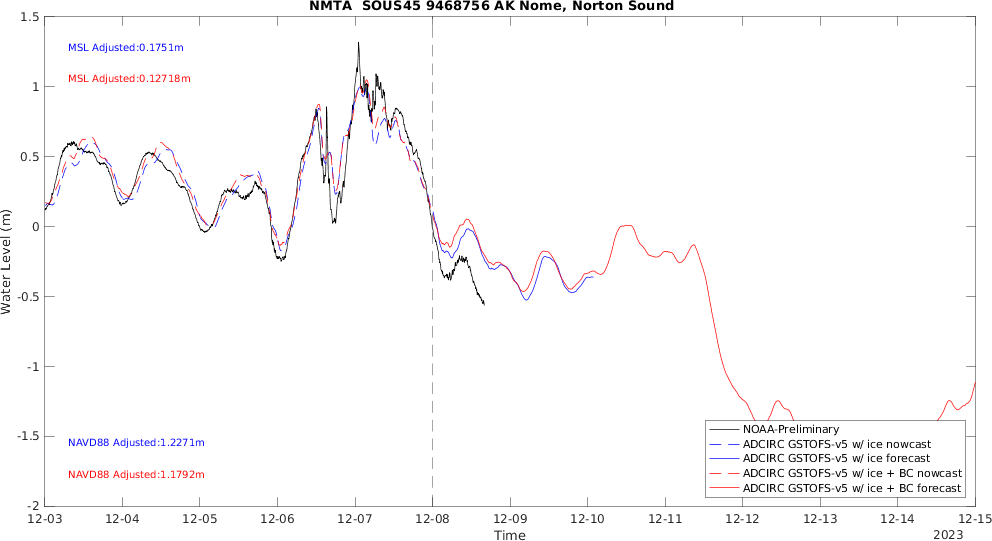 NMTA  SOUS45 9468756 AK Nome, Norton Sound
1.5
1
0.5
0
-0.5
-1
-1.5
-2
Water Level (m)
MSL Adjusted:0.1751m
MSL Adjusted:0.12718m
NAVD88 Adjusted:1.2271m
NAVD88 Adjusted:1.1792m
NOAA-Preliminary
ADCIRC GSTOFS-v5 w/ ice nowcast
ADCIRC GSTOFS-v5 w/ ice forecast
ADCIRC GSTOFS-v5 w/ ice + BC nowcast
ADCIRC GSTOFS-v5 w/ ice + BC forecast
12-03 12-04 12-05 12-06 12-07 12-08 12-09 12-10 12-11 12-12 12-13 12-14 12-15
Time
2023